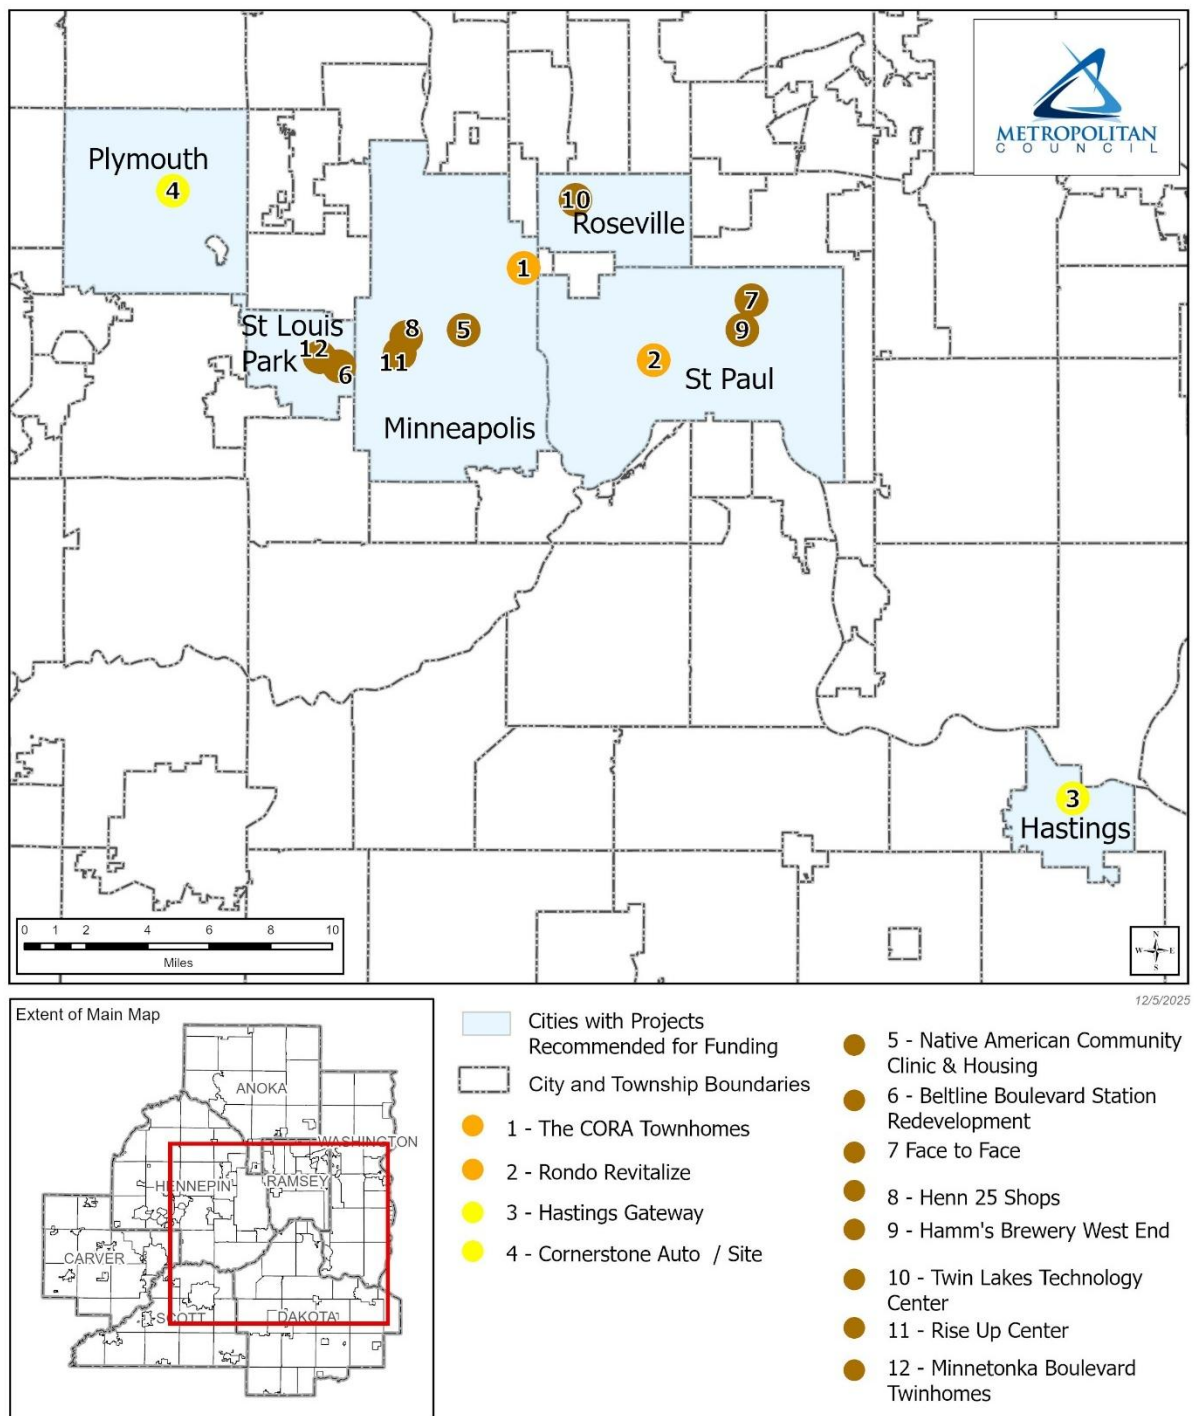 METROPOLITAN
COUNCIL
Plymouth
4
10
Roseville
1
7
St Louis
8
5
9
12
Park
11
2
6
St Paul
Minneapolis
3
Hastings
0 1 2 4 6 8 10
Miles
N
W E
S
12/5/2025
Extent of Main Map
ANOKA
WASHINGTON
HENNEPIN
RAMSEY
CARVER
SCOTT
DAKOTA
Cities with Projects
Recommended for Funding
City and Township Boundaries
1 - The CORA Townhomes
2 - Rondo Revitalize
3 - Hastings Gateway
4 - Cornerstone Auto / Site
5 - Native American Community
Clinic & Housing
6 - Beltline Boulevard Station
Redevelopment
7 Face to Face
8 - Henn 25 Shops
9 - Hamm's Brewery West End
10 - Twin Lakes Technology
Center
11 - Rise Up Center
12 - Minnetonka Boulevard
Twinhomes